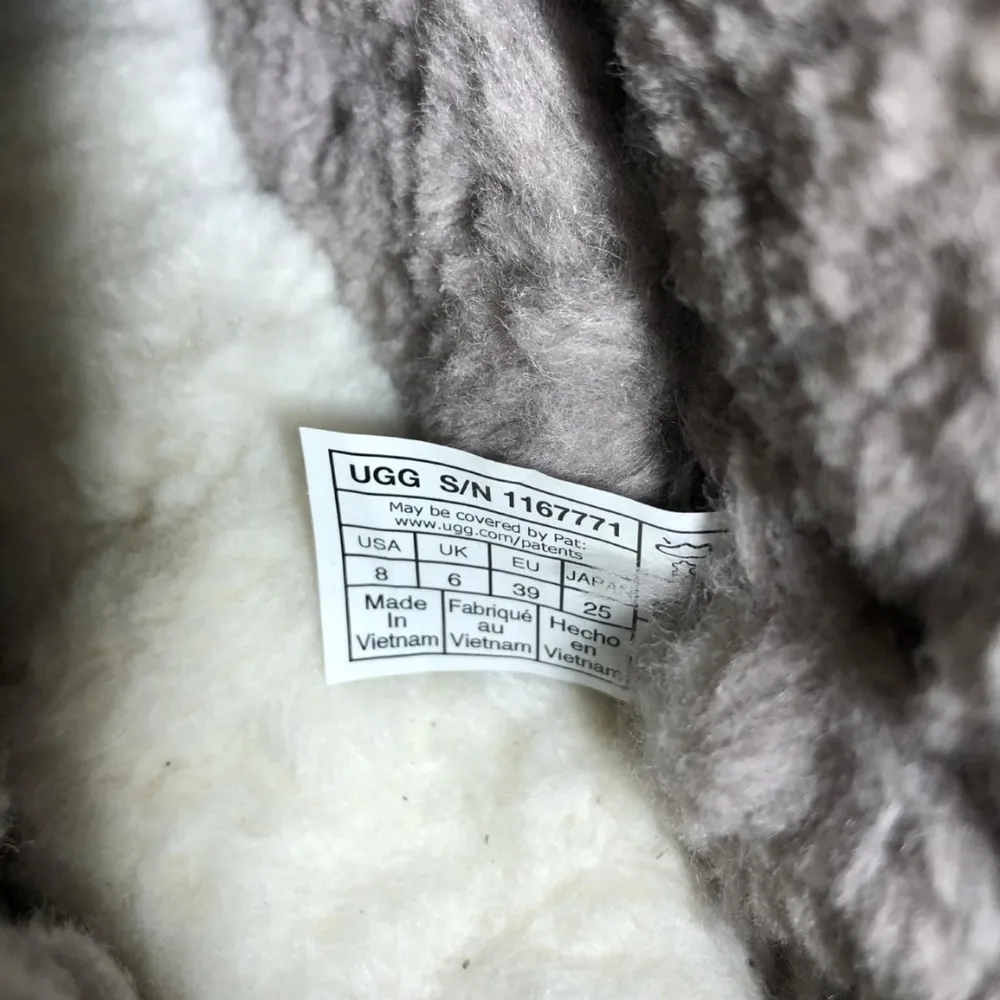 UGG S/N 1167771
May be covered by Pat:
www.ugg.com/patents
USA UK EU JAPAN
8 6 39 25
Made Fabriqué Hecho
In au en
Vietnam Vietnam Vietnam